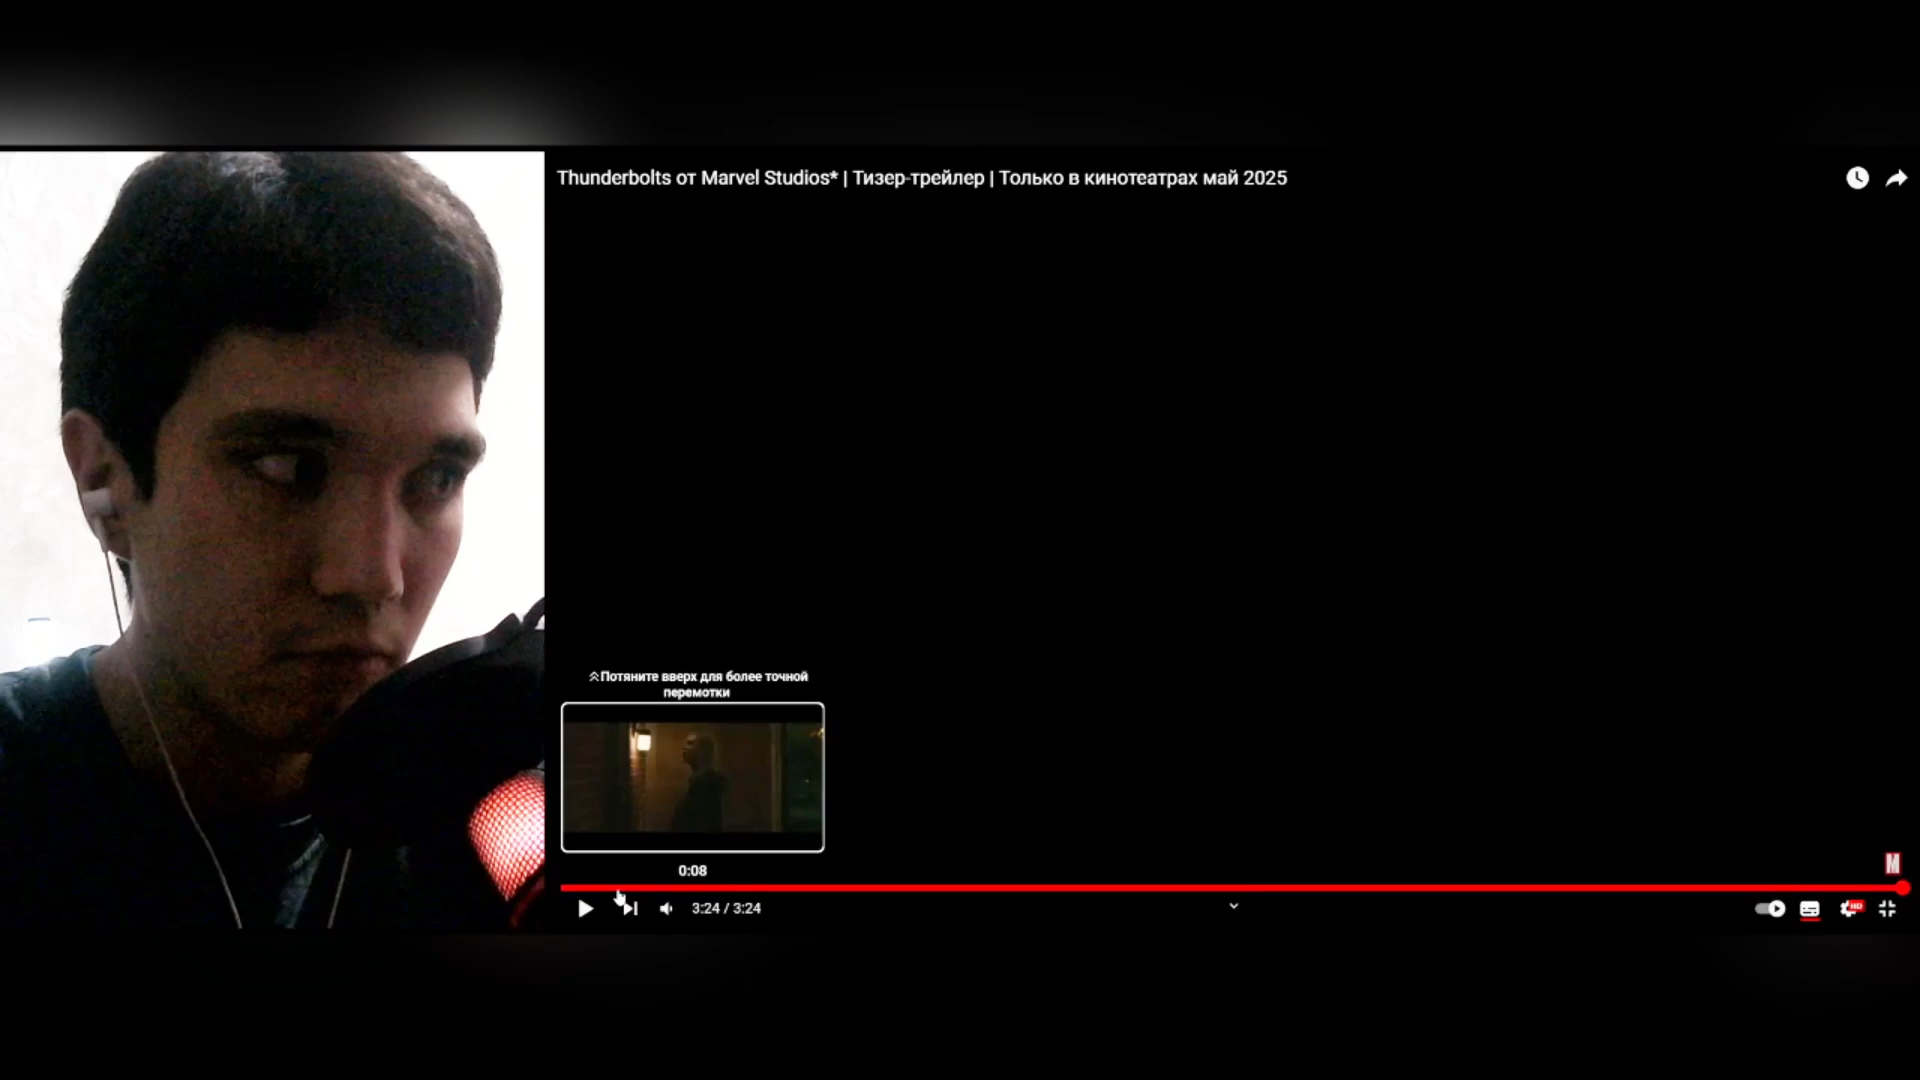 Thunderbolts от Marvel Studios* | Тизер-трейлер | Только в кинотеатрах май 2025
Потяните вверх для более точной
перемотки
0:08
M
3:24 / 3:24
HD